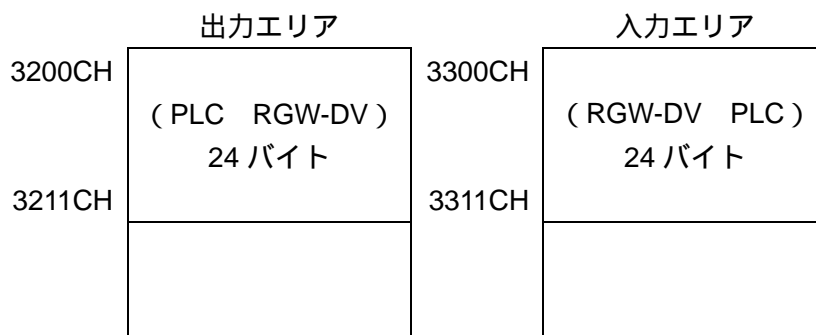 出力エリア
3200CH
( PLC RGW-DV )
24 バイト
3211CH
入力エリア
3300CH
( RGW-DV PLC )
24 バイト
3311CH